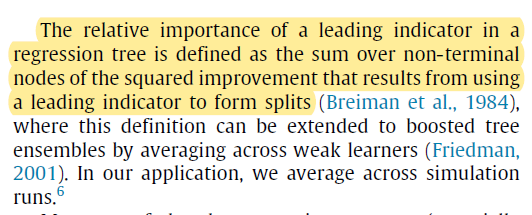 The relative importance of a leading indicator in a
regression tree is defined as the sum over non-terminal
nodes of the squared improvement that results from using
a leading indicator to form splits (Breiman et al., 1984),
where this definition can be extended to boosted tree
ensembles by averaging across weak learners (Friedman,
2001). In our application, we average across simulation
runs.6